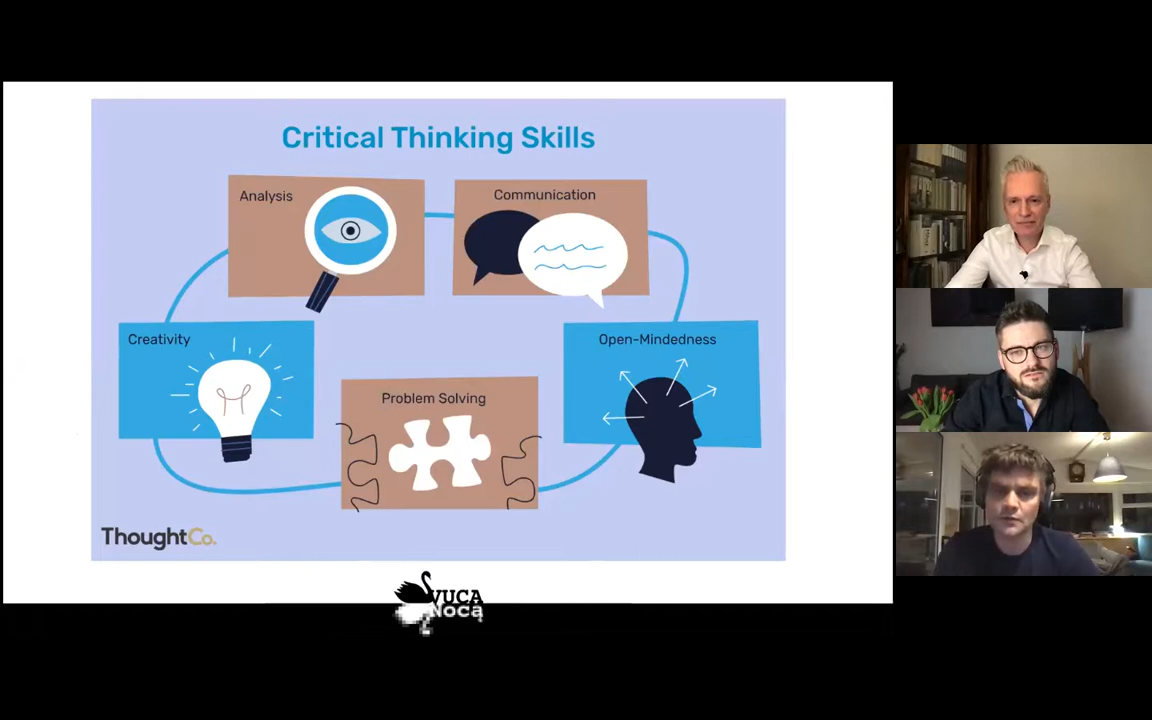 Critical Thinking Skills
Analysis
Communication
Creativity
Open-Mindedness
Problem Solving
ThoughtCo.
VUCA
Nocą